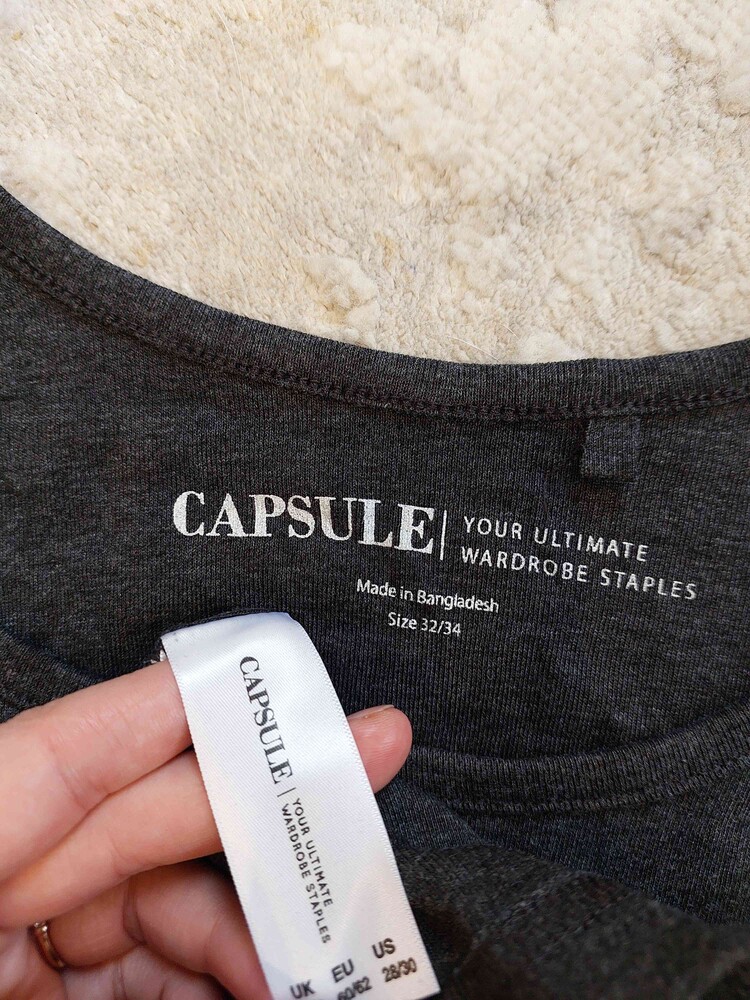 CAPSULE | YOUR ULTIMATE
WARDROBE STAPLES
Made in Bangladesh
Size 32/34
CAPSULE | YOUR ULTIMATE
WARDROBE STAPLES
UK EU US
60/62 28/30